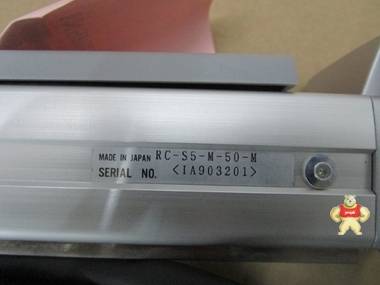 MADE IN JAPAN RC-S5-M-50-M
SERIAL NO. <IA903201>